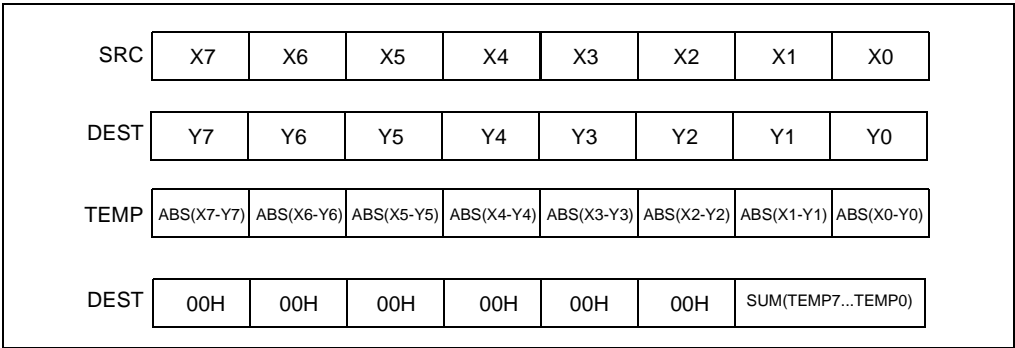 SRC X7 X6 X5 X4 X3 X2 X1 X0
DEST Y7 Y6 Y5 Y4 Y3 Y2 Y1 Y0
TEMP ABS(X7-Y7) ABS(X6-Y6) ABS(X5-Y5) ABS(X4-Y4) ABS(X3-Y3) ABS(X2-Y2) ABS(X1-Y1) ABS(X0-Y0)
DEST 00H 00H 00H 00H 00H 00H SUM(TEMP7...TEMP0)